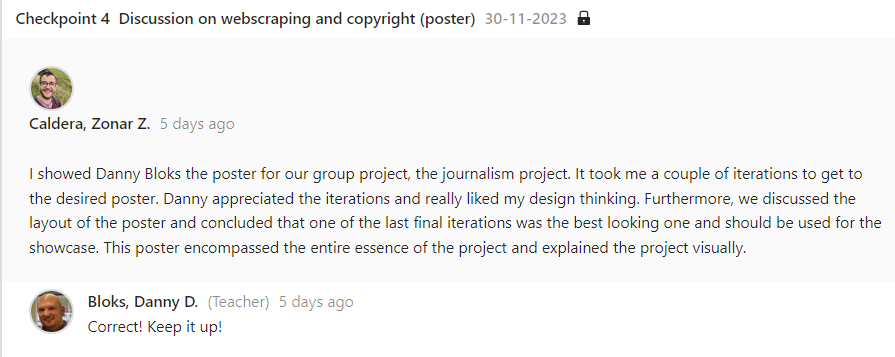 Checkpoint 4 Discussion on webscraping and copyright (poster) 30-11-2023
Caldera, Zonar Z. 5 days ago
I showed Danny Bloks the poster for our group project, the journalism project. It took me a couple of iterations to get to
the desired poster. Danny appreciated the iterations and really liked my design thinking. Furthermore, we discussed the
layout of the poster and concluded that one of the last final iterations was the best looking one and should be used for the
showcase. This poster encompassed the entire essence of the project and explained the project visually.
Bloks, Danny D. (Teacher) 5 days ago
Correct! Keep it up!